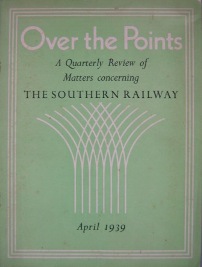 Over the Points
A Quarterly Review of
Matters concerning
THE SOUTHERN RAILWAY
April 1939